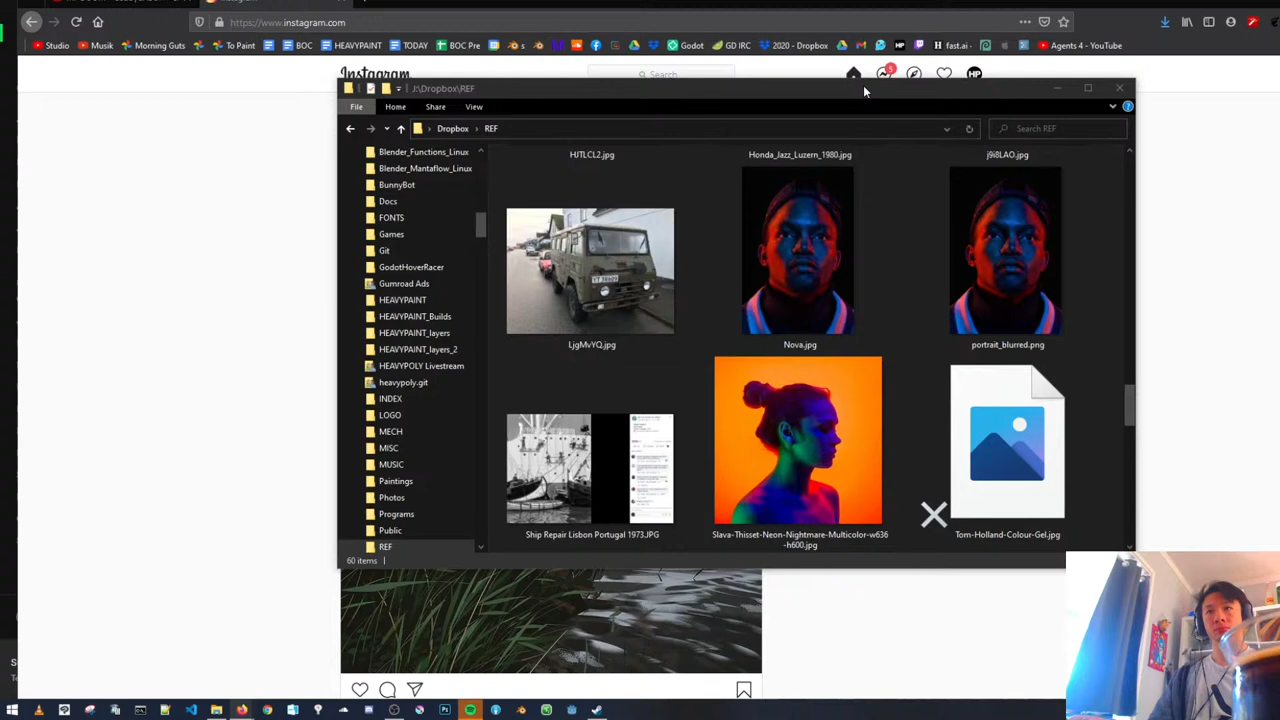 https://www.instagram.com
Studio
Musik
Morning Guts
To Paint
BOC
HEAVYPAINT
TODAY
BOC Pre
Godot
GD IRC
2020 - Dropbox
fast.ai
Agents 4 - YouTube
Instagram
Search
5
HP
J:\Dropbox\REF
File
Home
Share
View
Dropbox
REF
Search REF
Blender_Functions_Linux
Blender_Mantaflow_Linux
BunnyBot
Docs
FONTS
Games
Git
GodotHoverRacer
Gumroad Ads
HEAVYPAINT
HEAVYPAINT_Builds
HEAVYPAINT_layers
HEAVYPAINT_layers_2
HEAVYPOLY Livestream
heavypoly.git
INDEX
LOGO
MECH
MISC
MUSIC
Paintings
Photos
Programs
Public
REF
HJTLCL2.jpg
Honda_Jazz_Luzern_1980.jpg
j9i8LAO.jpg
LjgMvYQ.jpg
Nova.jpg
portrait_blurred.png
Ship Repair Lisbon Portugal 1973.JPG
Slava-Thisset-Neon-Nightmare-Multicolor-w636
-h600.jpg
Tom-Holland-Colour-Gel.jpg
60 items